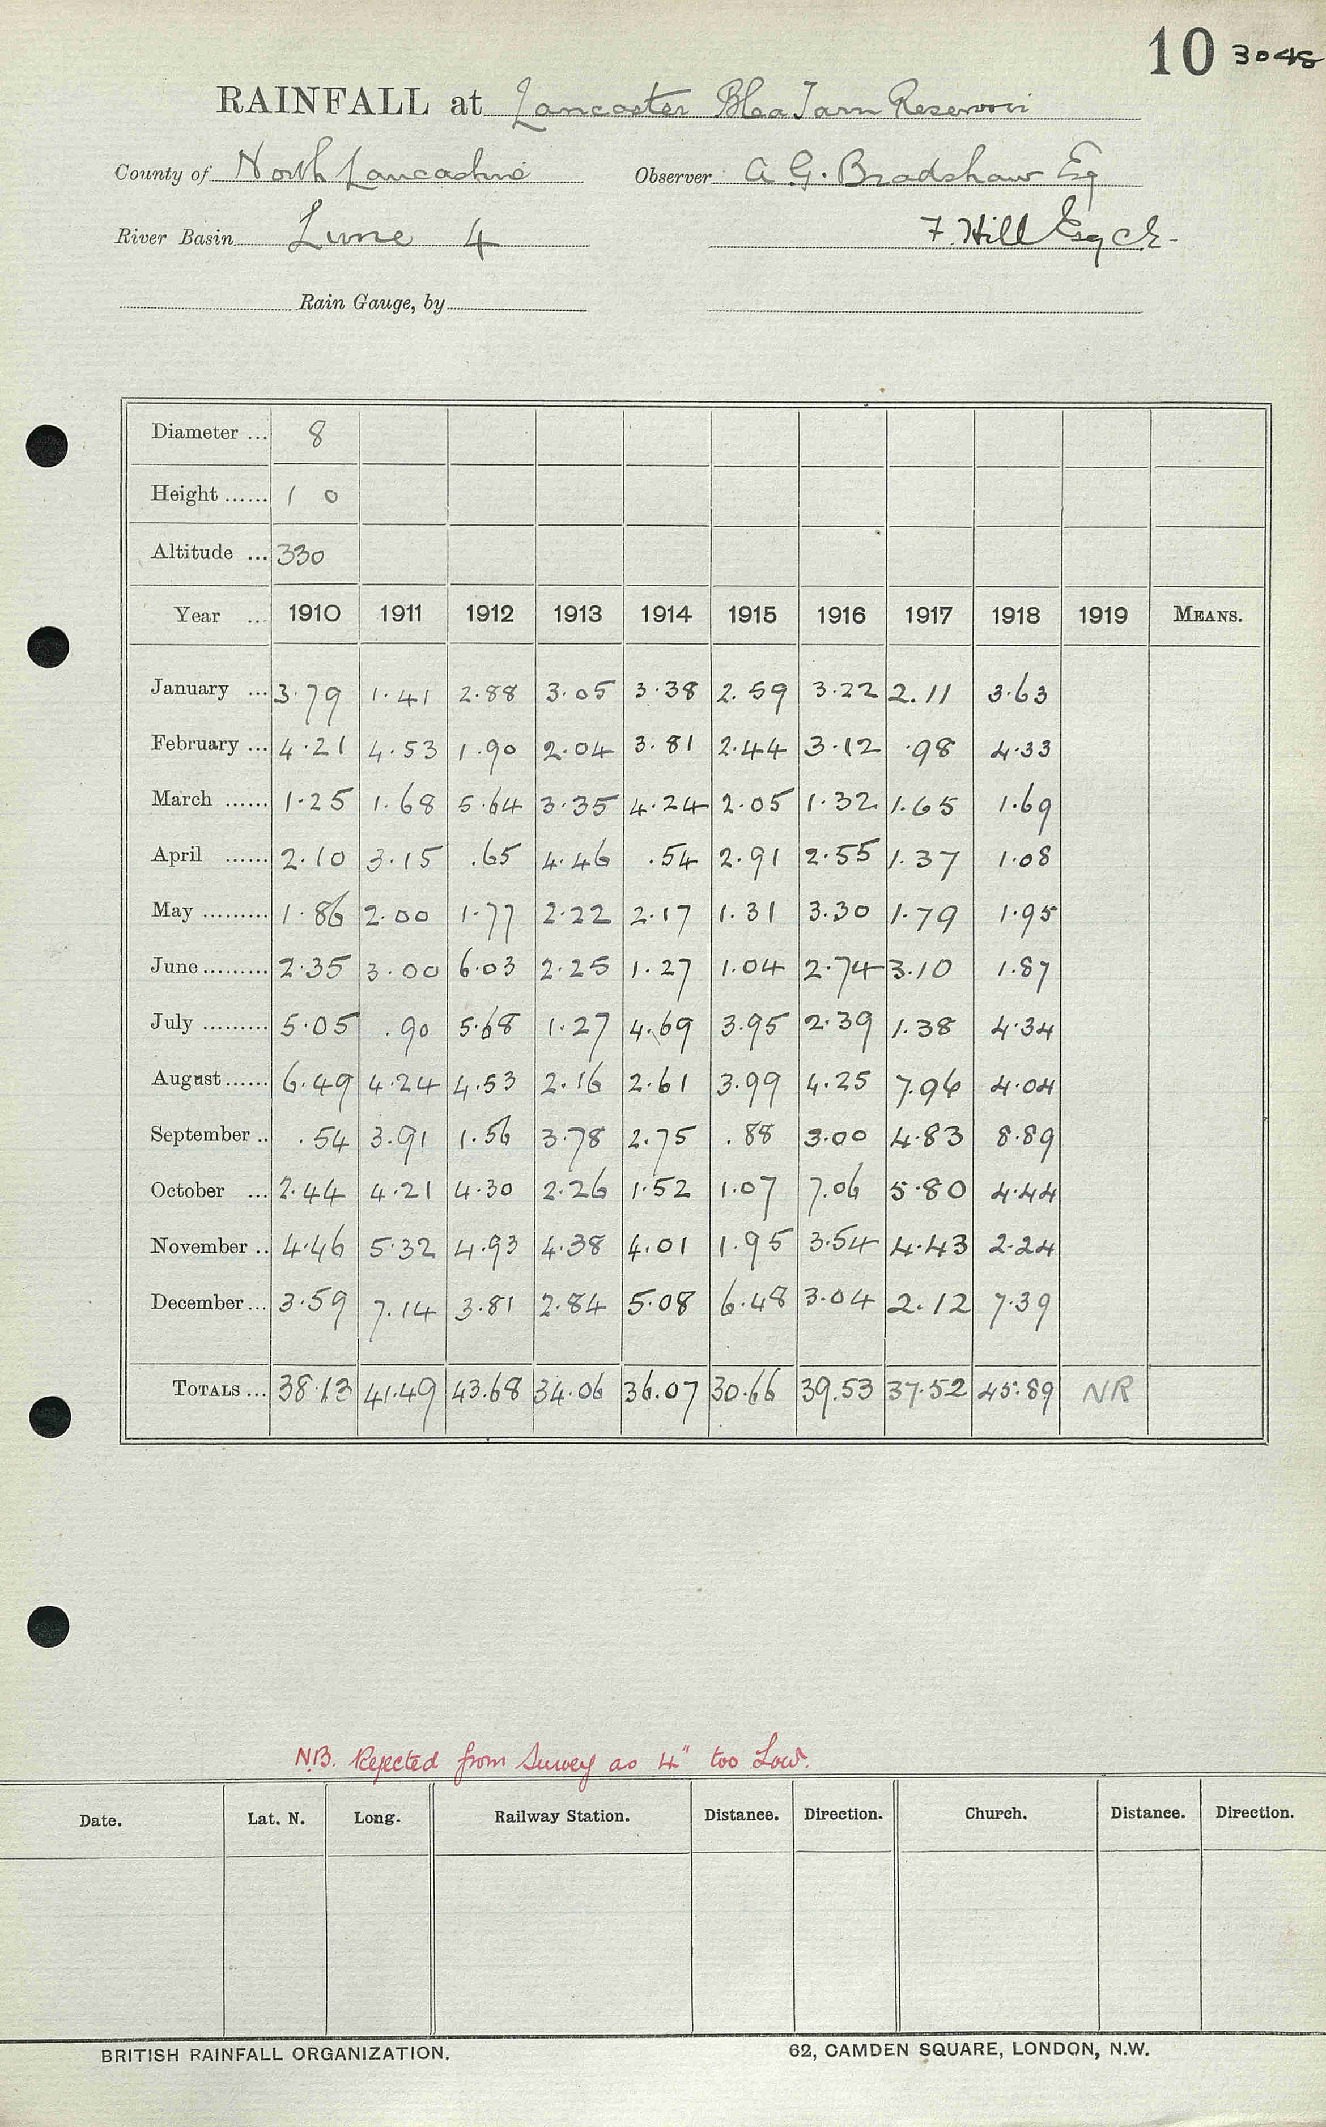 10 3048
RAINFALL at Lancaster Blea Tarn Reservoir
County of North Lancashire Observer A G. Bradshaw Esq
River Basin Lune 4 F. Hill Esq CE.
Rain Gauge, by
Diameter ... 8
Height ...... 1 0
Altitude ... 330
Year ... 1910 1911 1912 1913 1914 1915 1916 1917 1918 1919 MEANS.
January ... 3.79 1.41 2.88 3.05 3.38 2.59 3.22 2.11 3.63
February ... 4.21 4.53 1.90 2.04 3.81 2.44 3.12 .98 4.33
March ...... 1.25 1.68 5.64 3.35 4.24 2.05 1.32 1.65 1.69
April ...... 2.10 3.15 .65 4.46 .54 2.91 2.55 1.37 1.08
May ......... 1.86 2.00 1.77 2.22 2.17 1.31 3.30 1.79 1.95
June ......... 2.35 3.00 6.03 2.25 1.27 1.04 2.74 3.10 1.87
July ......... 5.05 .90 5.68 1.27 4.69 3.95 2.39 1.38 4.34
August ...... 6.49 4.24 4.53 2.16 2.61 3.99 4.25 7.96 4.04
September .. .54 3.91 1.56 3.78 2.75 .88 3.00 4.83 8.89
October ... 2.44 4.21 4.30 2.26 1.52 1.07 7.06 5.80 4.44
November .. 4.46 5.32 4.93 4.38 4.01 1.95 3.54 4.43 2.24
December ... 3.59 7.14 3.81 2.84 5.08 6.48 3.04 2.12 7.39
TOTALS ... 38.13 41.49 43.68 34.06 36.07 30.66 39.53 37.52 45.89 NR
N.B. Rejected from Survey as 4" too Low.
Date. Lat. N. Long. Railway Station. Distance. Direction. Church. Distance. Direction.
BRITISH RAINFALL ORGANIZATION. 62, CAMDEN SQUARE, LONDON, N.W.